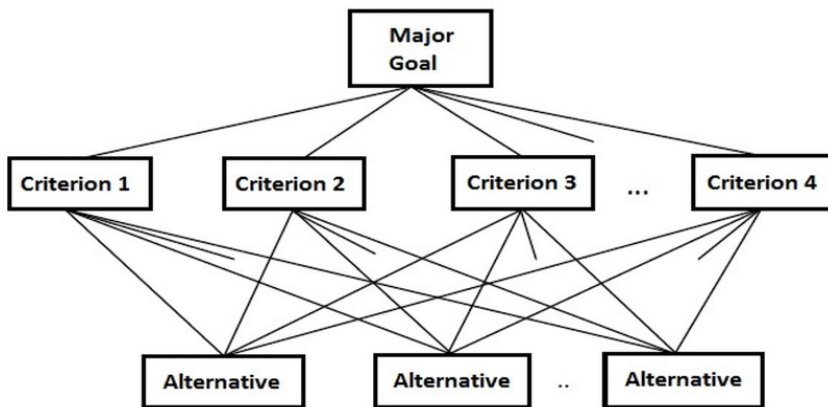 Major
Goal
Criterion 1
Criterion 2
Criterion 3
...
Criterion 4
Alternative
Alternative
..
Alternative